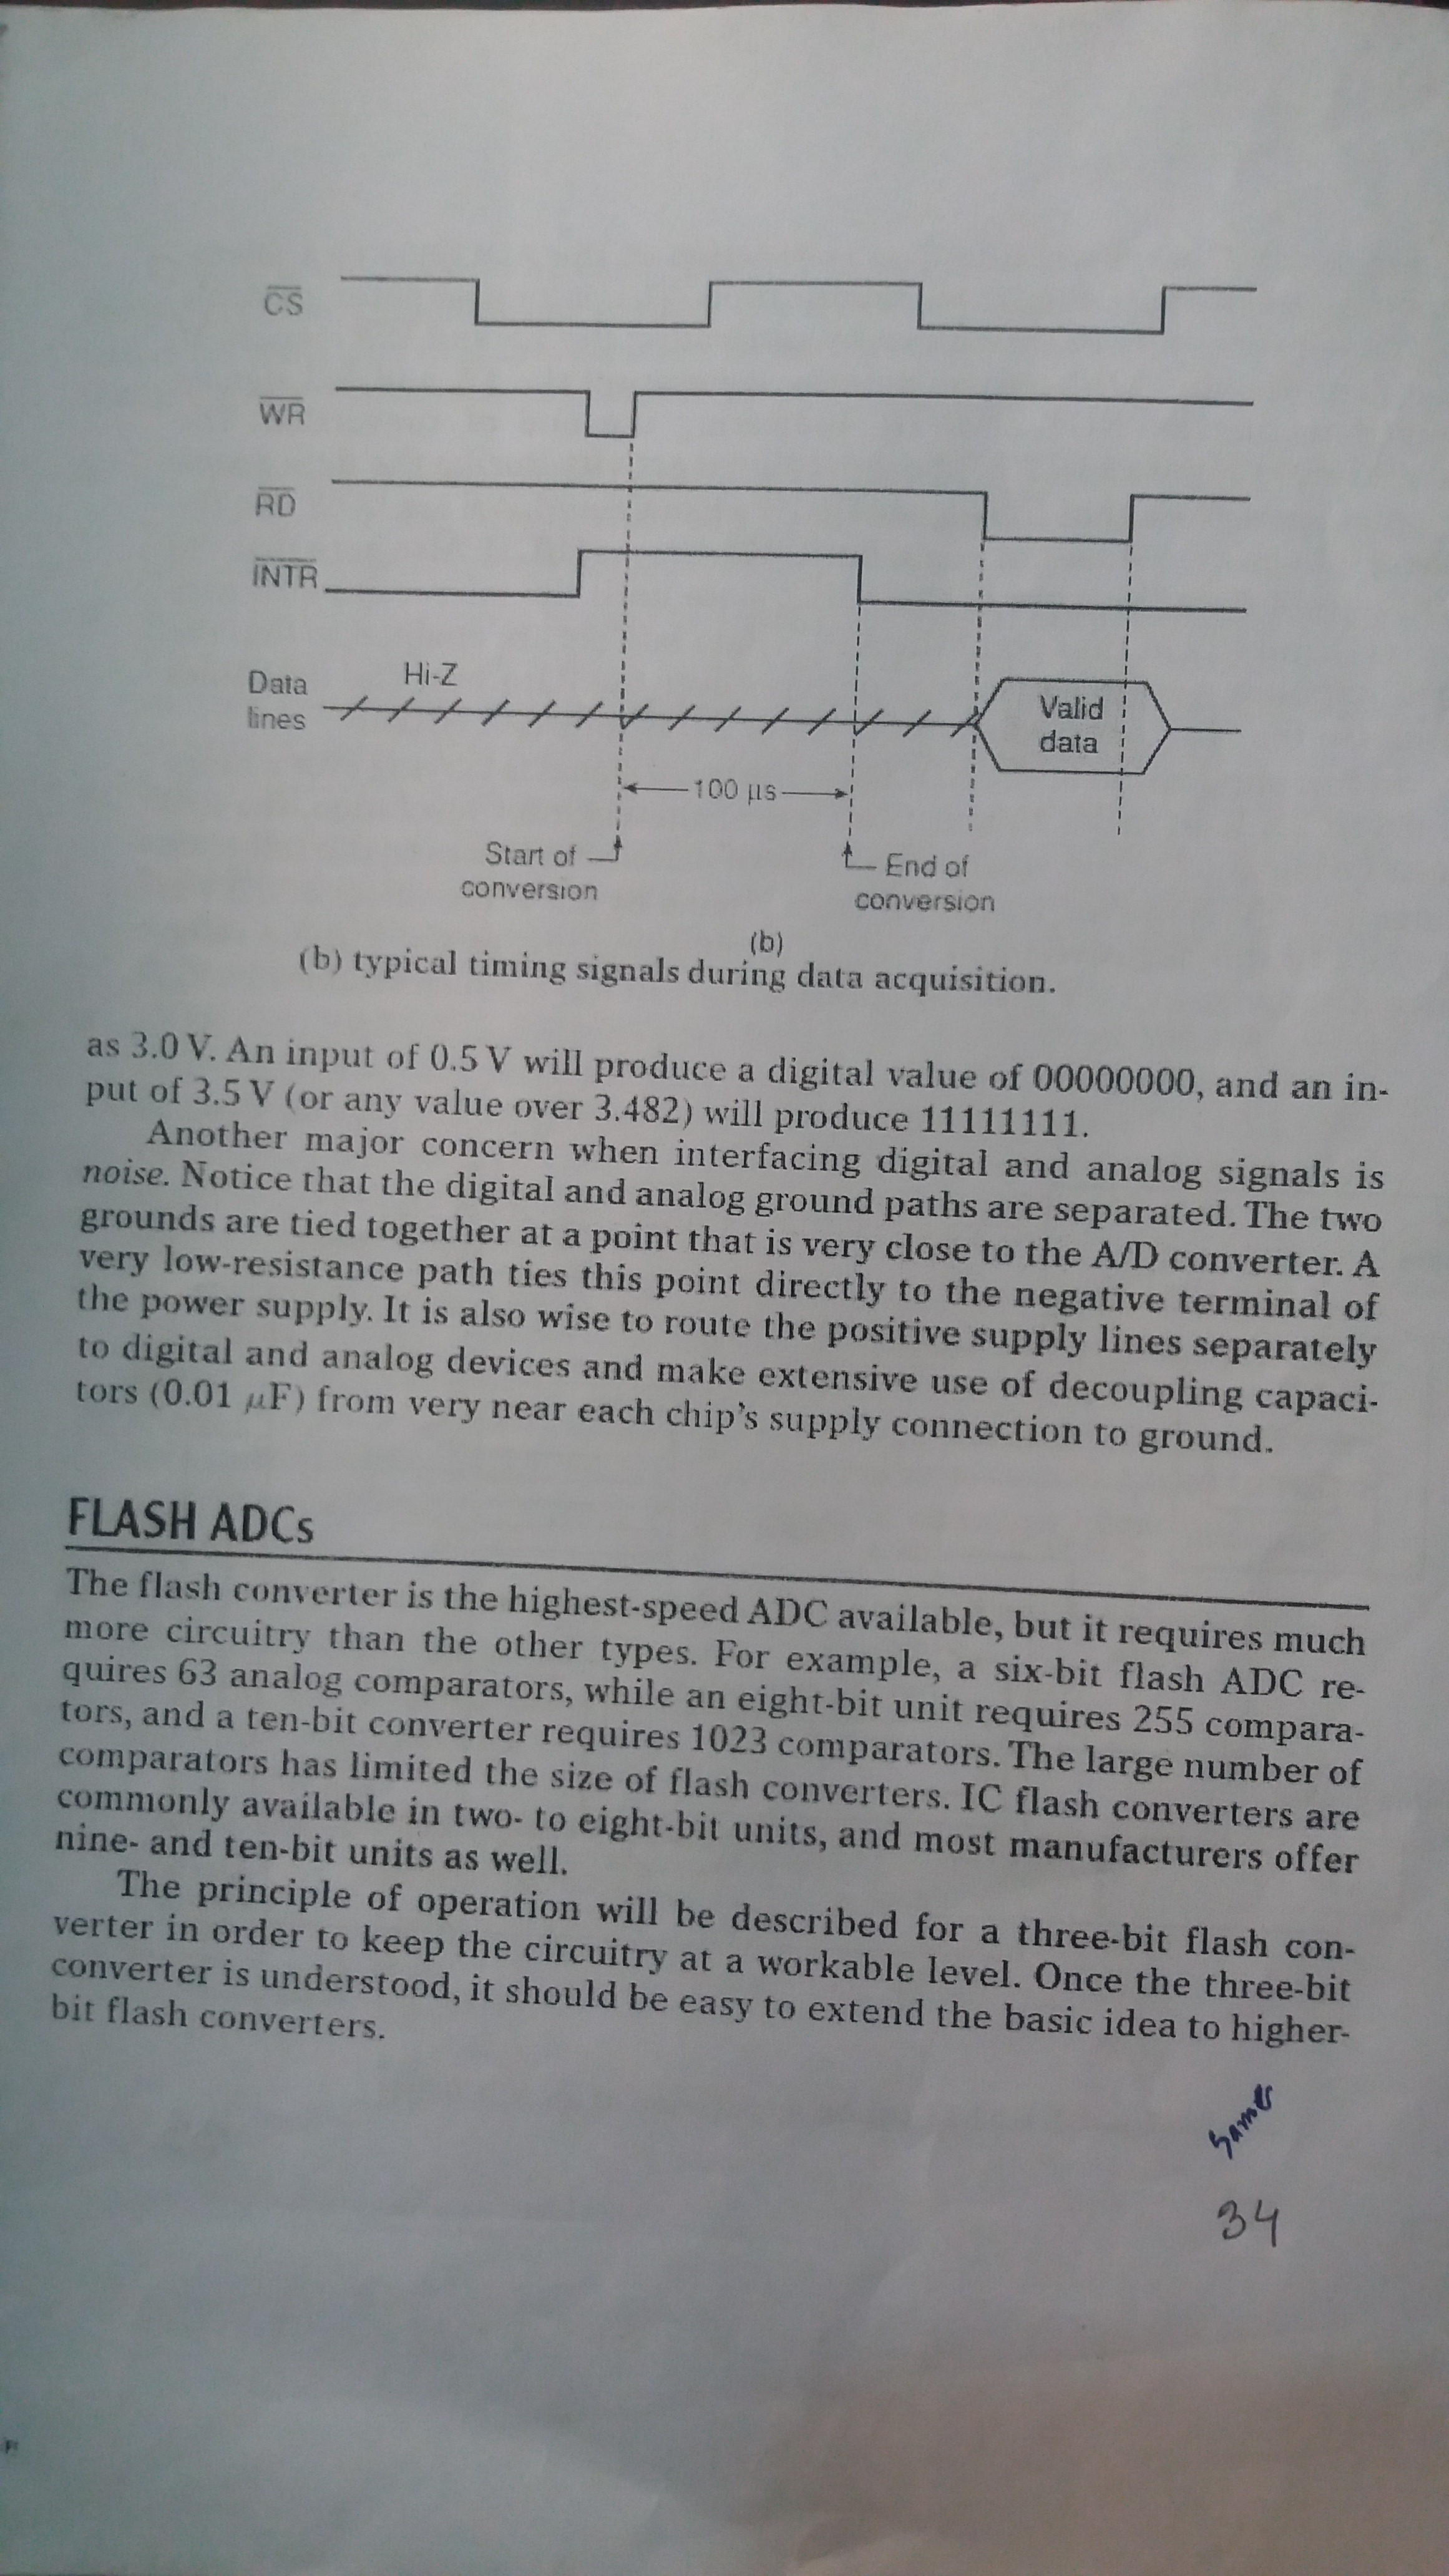 CS
WR
RD
INTR
Hi-Z
Data
lines
Valid
data
100 μs
Start of
conversion
End of
conversion
(b)
(b) typical timing signals during data acquisition.
as 3.0 V. An input of 0.5 V will produce a digital value of 00000000, and an in-
put of 3.5 V (or any value over 3.482) will produce 11111111.
Another major concern when interfacing digital and analog signals is
noise. Notice that the digital and analog ground paths are separated. The two
grounds are tied together at a point that is very close to the A/D converter. A
very low-resistance path ties this point directly to the negative terminal of
the power supply. It is also wise to route the positive supply lines separately
to digital and analog devices and make extensive use of decoupling capaci-
tors (0.01 μF) from very near each chip's supply connection to ground.
FLASH ADCs
The flash converter is the highest-speed ADC available, but it requires much
more circuitry than the other types. For example, a six-bit flash ADC re-
quires 63 analog comparators, while an eight-bit unit requires 255 compara-
tors, and a ten-bit converter requires 1023 comparators. The large number of
comparators has limited the size of flash converters. IC flash converters are
commonly available in two- to eight-bit units, and most manufacturers offer
nine- and ten-bit units as well.
The principle of operation will be described for a three-bit flash con-
verter in order to keep the circuitry at a workable level. Once the three-bit
converter is understood, it should be easy to extend the basic idea to higher-
bit flash converters.
34